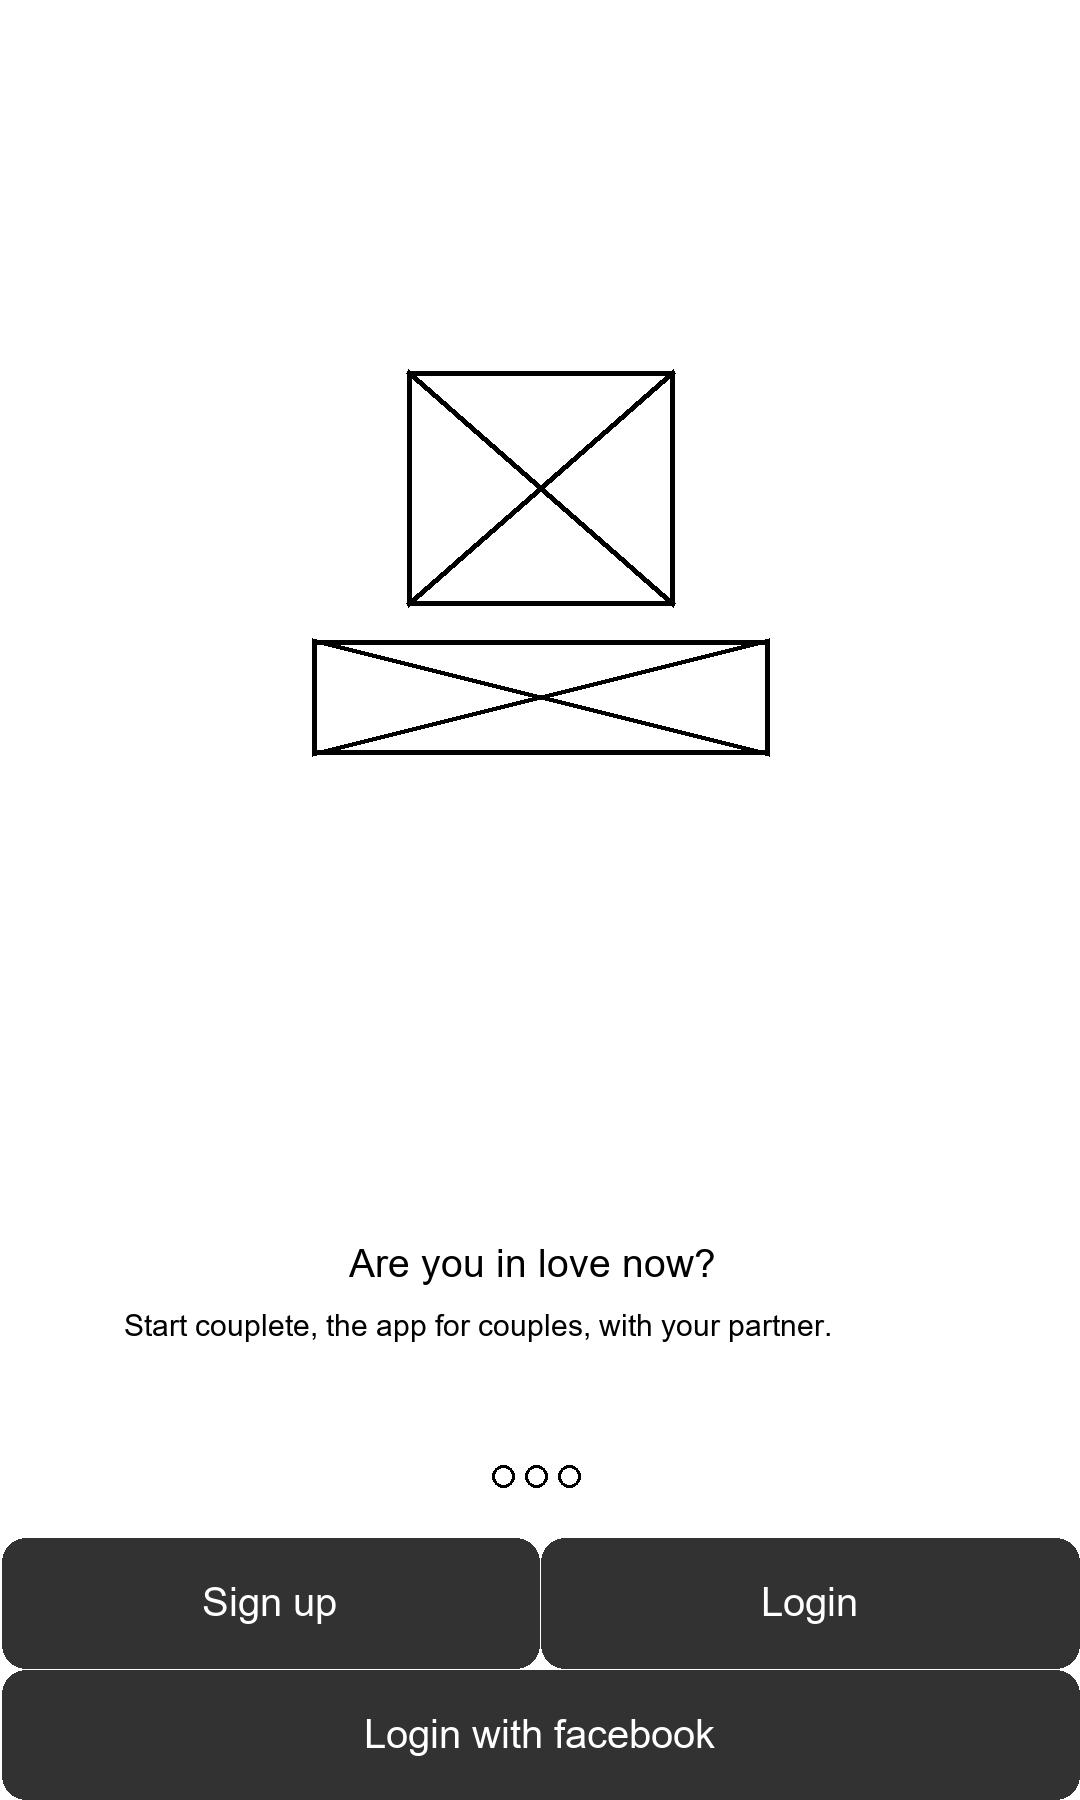 Are you in love now?
Start couplete, the app for couples, with your partner.
Sign up
Login
Login with facebook